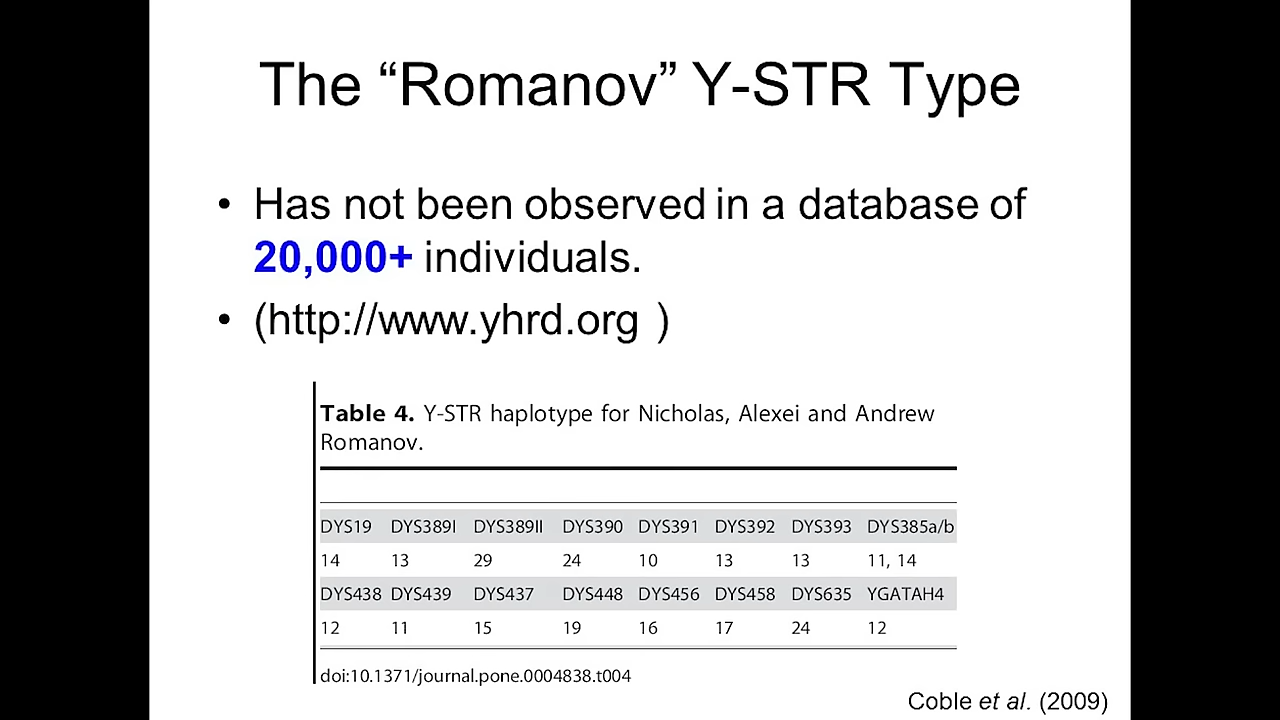 The “Romanov” Y-STR Type
• Has not been observed in a database of
20,000+ individuals.
• (http://www.yhrd.org )
Table 4. Y-STR haplotype for Nicholas, Alexei and Andrew
Romanov.
DYS19 DYS389I DYS389II DYS390 DYS391 DYS392 DYS393 DYS385a/b
14 13 29 24 10 13 13 11, 14
DYS438 DYS439 DYS437 DYS448 DYS456 DYS458 DYS635 YGATAH4
12 11 15 19 16 17 24 12
doi:10.1371/journal.pone.0004838.t004
Coble et al. (2009)